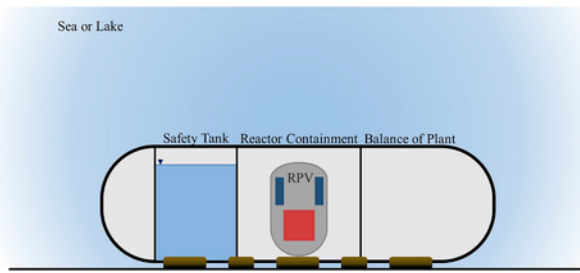 Sea or Lake
Safety Tank Reactor Containment Balance of Plant
RPV